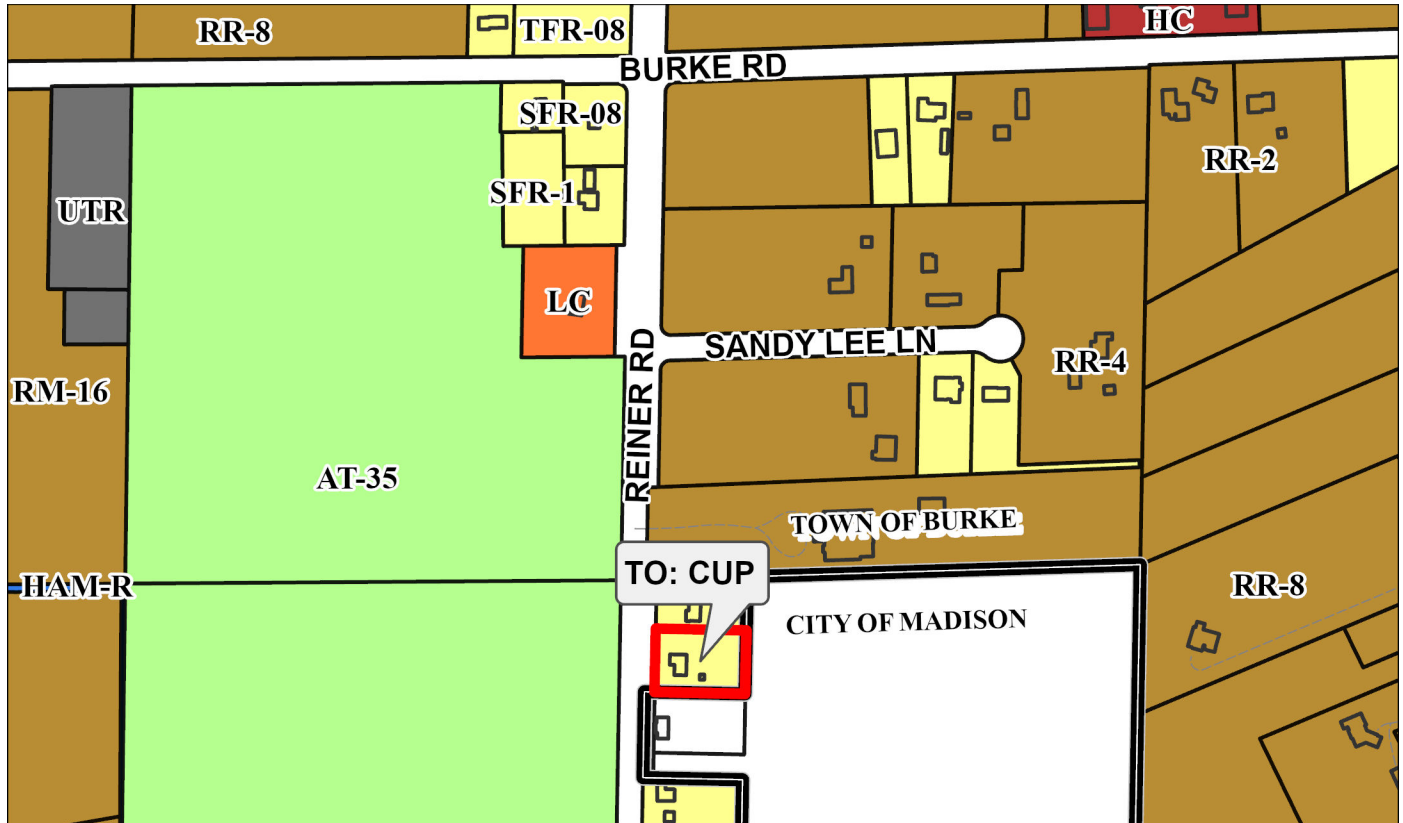 RR-8
TFR-08
HC
BURKE RD
SFR-08
RR-2
SFR-1
UTR
LC
SANDY LEE LN
RR-4
RM-16
REINER RD
AT-35
TOWN OF BURKE
TO: CUP
HAM-R
RR-8
CITY OF MADISON